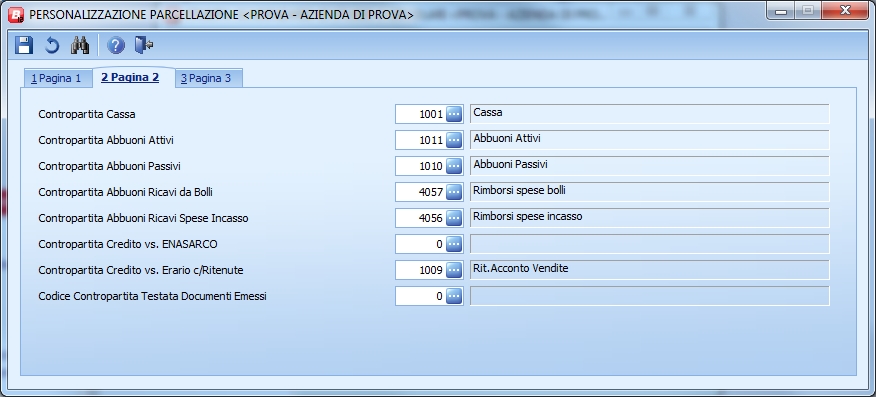 PERSONALIZZAZIONE PARCELLAZIONE <PROVA - AZIENDA DI PROVA>
1 Pagina 1 2 Pagina 2 3 Pagina 3
Contropartita Cassa 1001 Cassa
Contropartita Abbuoni Attivi 1011 Abbuoni Attivi
Contropartita Abbuoni Passivi 1010 Abbuoni Passivi
Contropartita Abbuoni Ricavi da Bolli 4057 Rimborsi spese bolli
Contropartita Abbuoni Ricavi Spese Incasso 4056 Rimborsi spese incasso
Contropartita Credito vs. ENASARCO 0
Contropartita Credito vs. Erario c/Ritenute 1009 Rit.Acconto Vendite
Codice Contropartita Testata Documenti Emessi 0